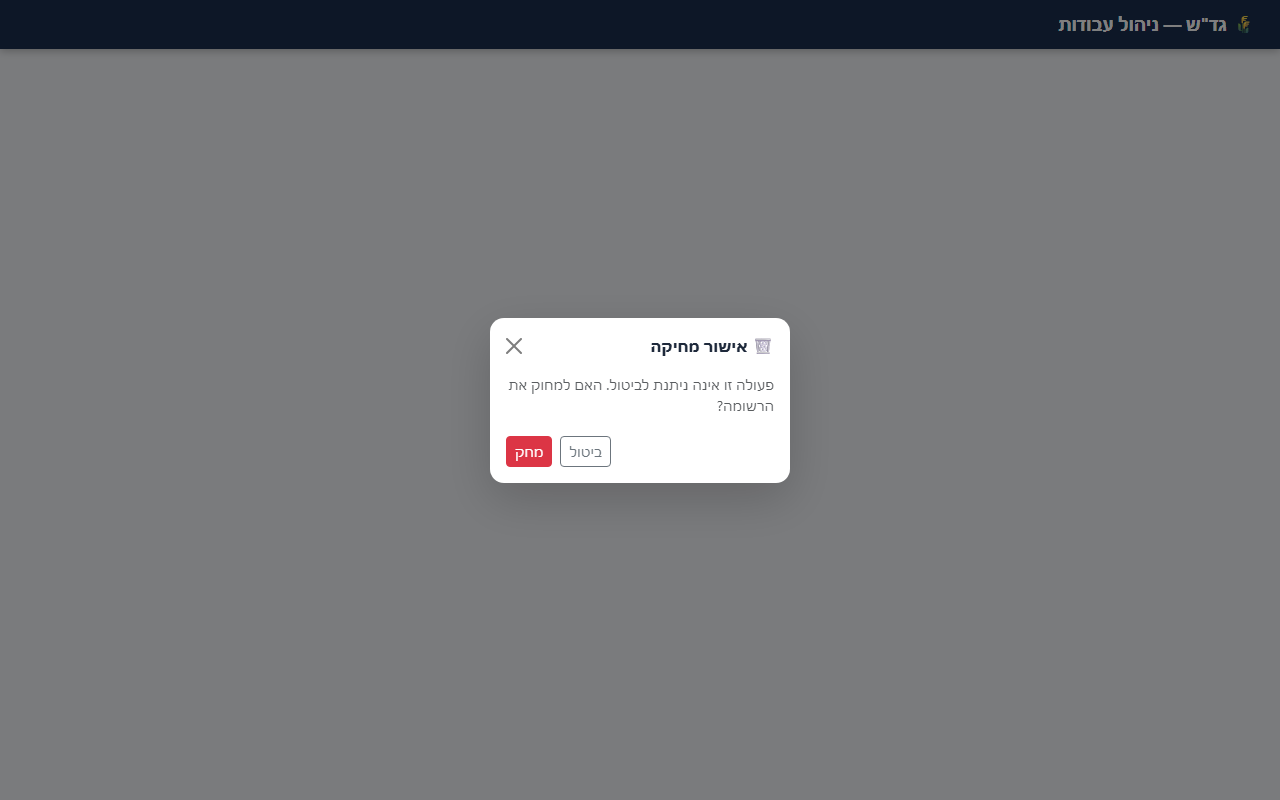 גד"ש — ניהול עבודות
אישור מחיקה
פעולה זו אינה ניתנת לביטול. האם למחוק את
הרשומה?
ביטול
מחק